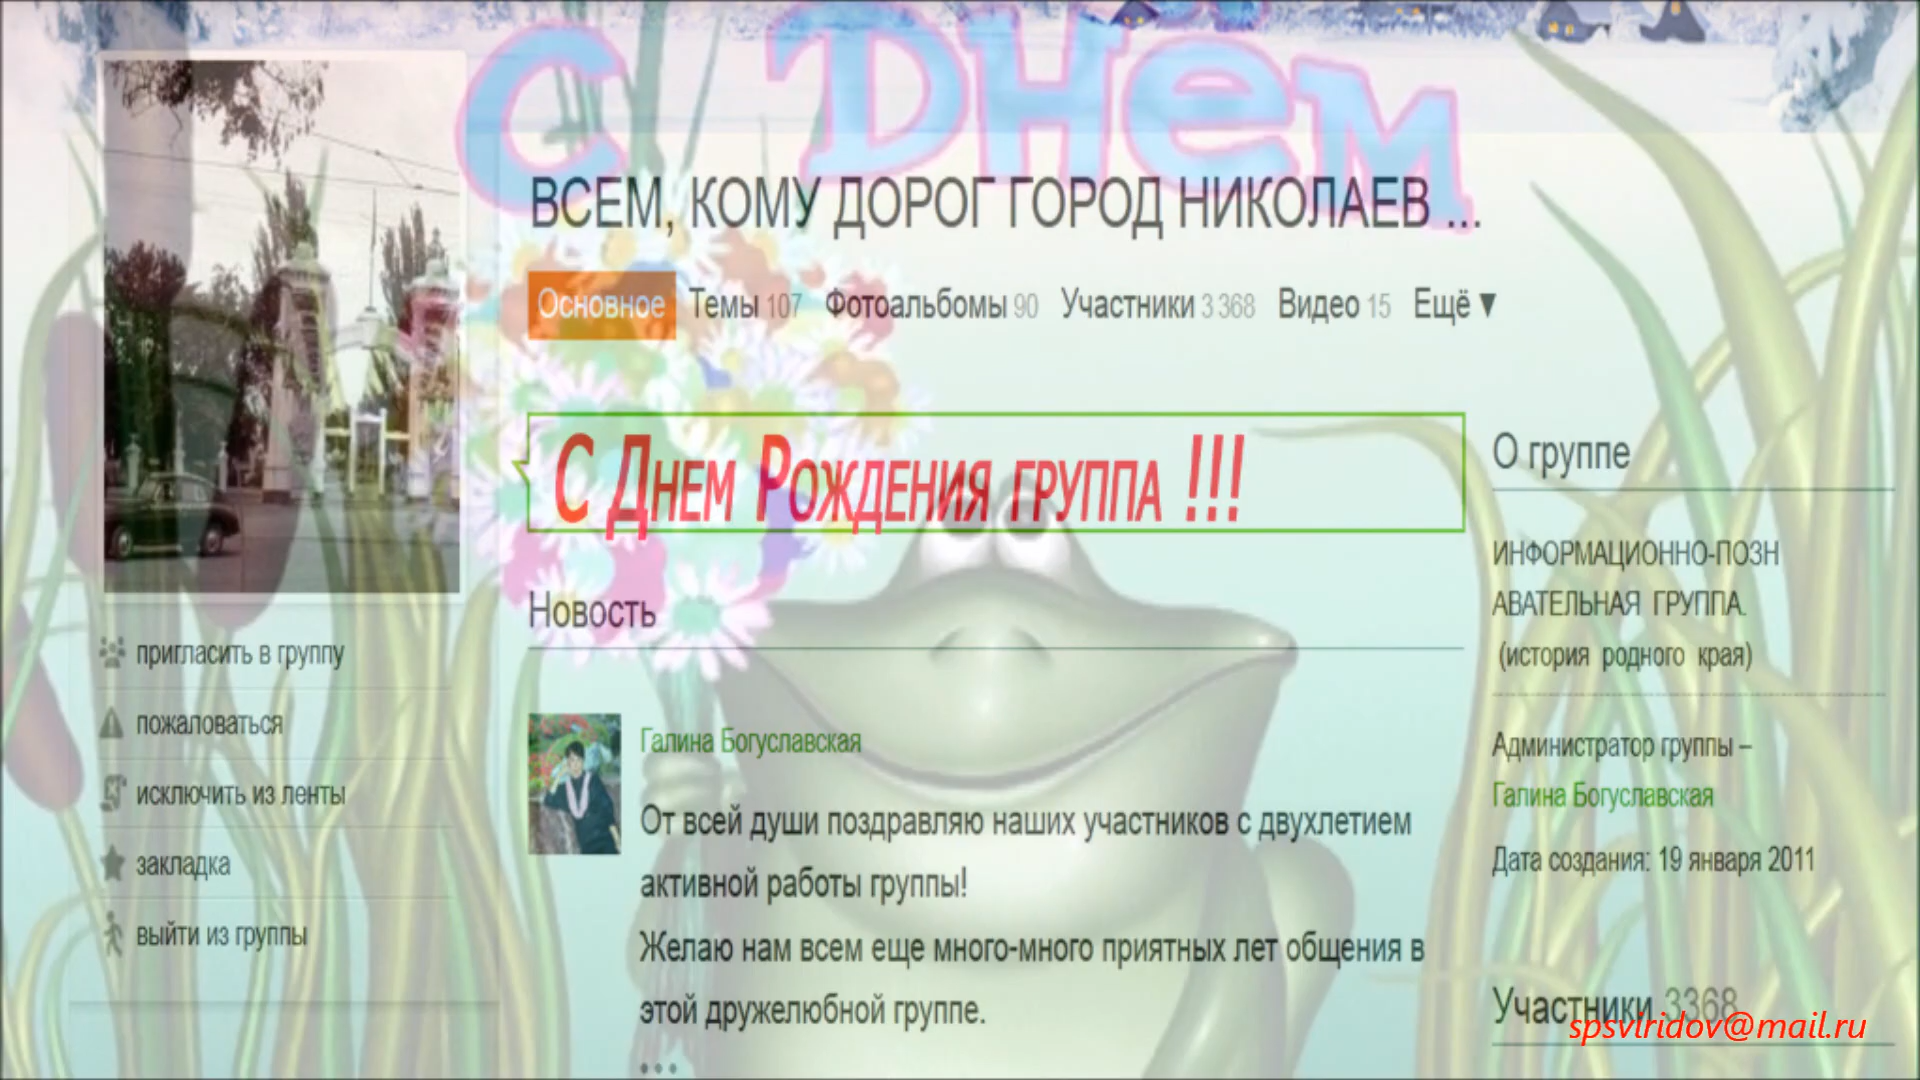 С Днём
ВСЕМ, КОМУ ДОРОГ ГОРОД НИКОЛАЕВ ...
Основное Темы 107 Фотоальбомы 90 Участники 3 368 Видео 15 Ещё ▼
С Днем Рождения группа !!!
Новость
Галина Богуславская
От всей души поздравляю наших участников с двухлетием
активной работы группы!
Желаю нам всем еще много-много приятных лет общения в
этой дружелюбной группе.
...
пригласить в группу
пожаловаться
исключить из ленты
закладка
выйти из группы
О группе
ИНФОРМАЦИОННО-ПОЗН
АВАТЕЛЬНАЯ ГРУППА.
(история родного края)
Администратор группы –
Галина Богуславская
Дата создания: 19 января 2011
Участники 3368
spsviridov@mail.ru